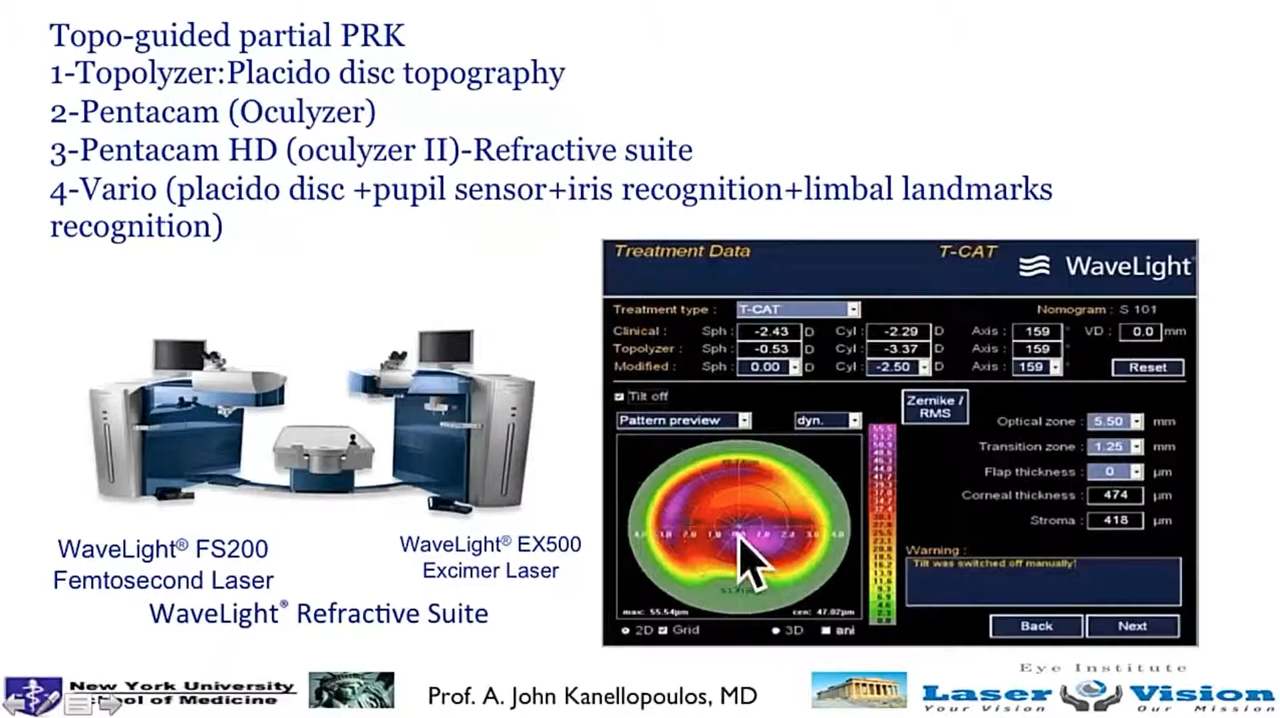 Topo-guided partial PRK
1-Topolyzer:Placido disc topography
2-Pentacam (Oculyzer)
3-Pentacam HD (oculyzer II)-Refractive suite
4-Vario (placido disc +pupil sensor+iris recognition+limbal landmarks
recognition)
Treatment Data T-CAT WaveLight®
Treatment type : T-CAT Nomogram : S 101
Clinical : Sph : -2.43 D Cyl : -2.29 D Axis : 159 ° VD : 0.0 mm
Topolyzer : Sph : -0.53 D Cyl : -3.37 D Axis : 159
Modified : Sph : 0.00 D Cyl : -2.50 D Axis : 159 Reset
Tilt off
Pattern preview dyn. Zernike /
RMS
Optical zone : 5.50 mm
Transition zone : 1.25 mm
Flap thickness : 0 µm
Corneal thickness : 474 µm
Stroma : 418 µm
Warning :
Tilt was switched off manually!
max: 55.54µm cen: 47.02µm
2D Grid 3D ani
Back Next
WaveLight® FS200
Femtosecond Laser
WaveLight® EX500
Excimer Laser
WaveLight® Refractive Suite
New York University
School of Medicine
Prof. A. John Kanellopoulos, MD
Eye Institute
Laser Vision
Your Vision Our Mission